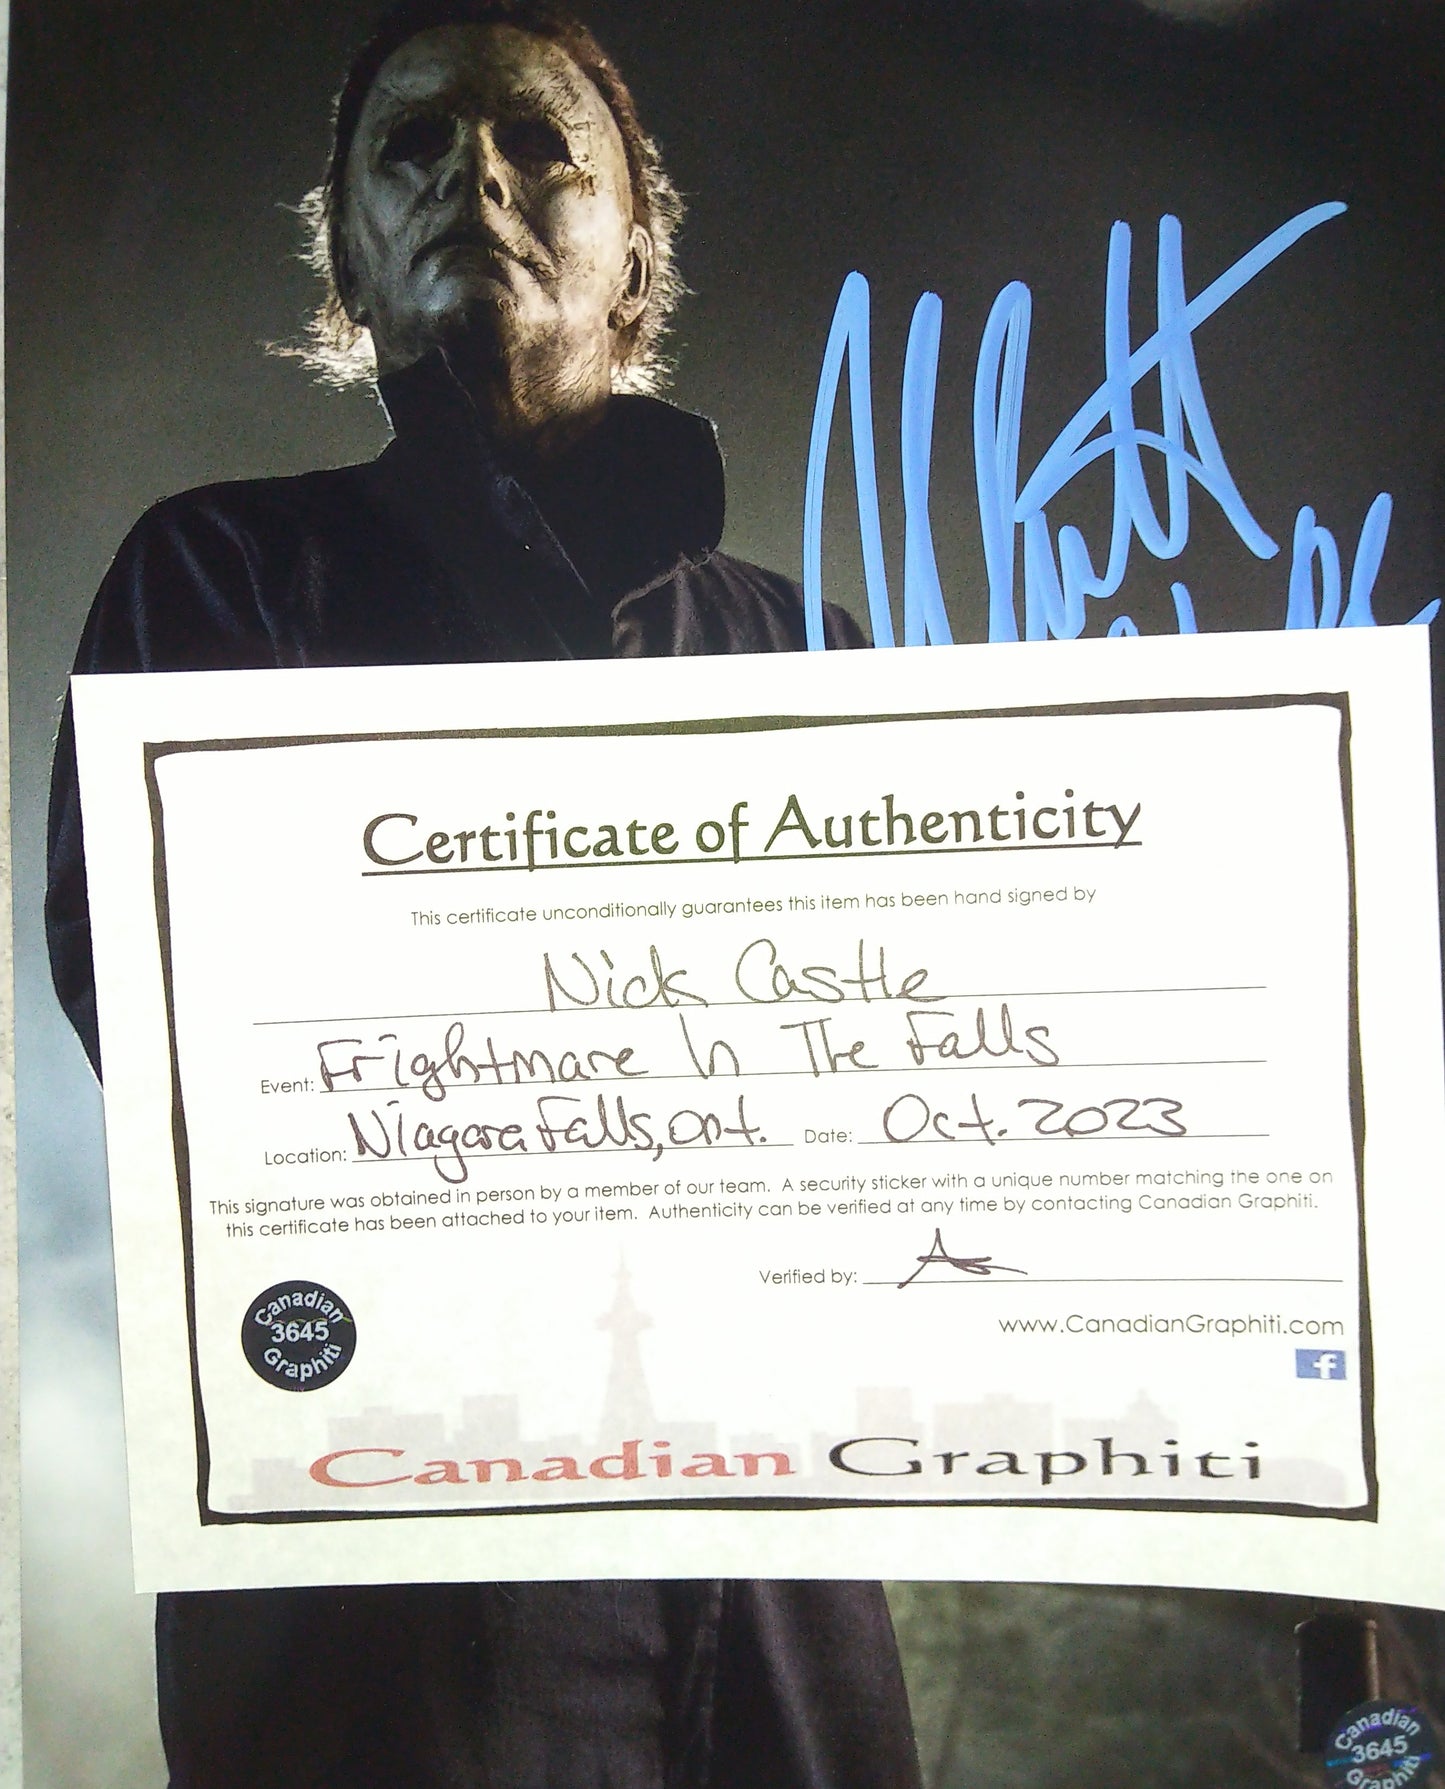 Certificate of Authenticity
This certificate unconditionally guarantees this item has been hand signed by
Nick Castle
Event: Frightmare In The Falls
Location: Niagara Falls, Ont. Date: Oct. 2023
This signature was obtained in person by a member of our team. A security sticker with a unique number matching the one on
this certificate has been attached to your item. Authenticity can be verified at any time by contacting Canadian Graphiti.
Verified by:
www.CanadianGraphiti.com
f
Canadian
3645
Graphiti
Canadian Graphiti
Canadian
3645
Graphiti